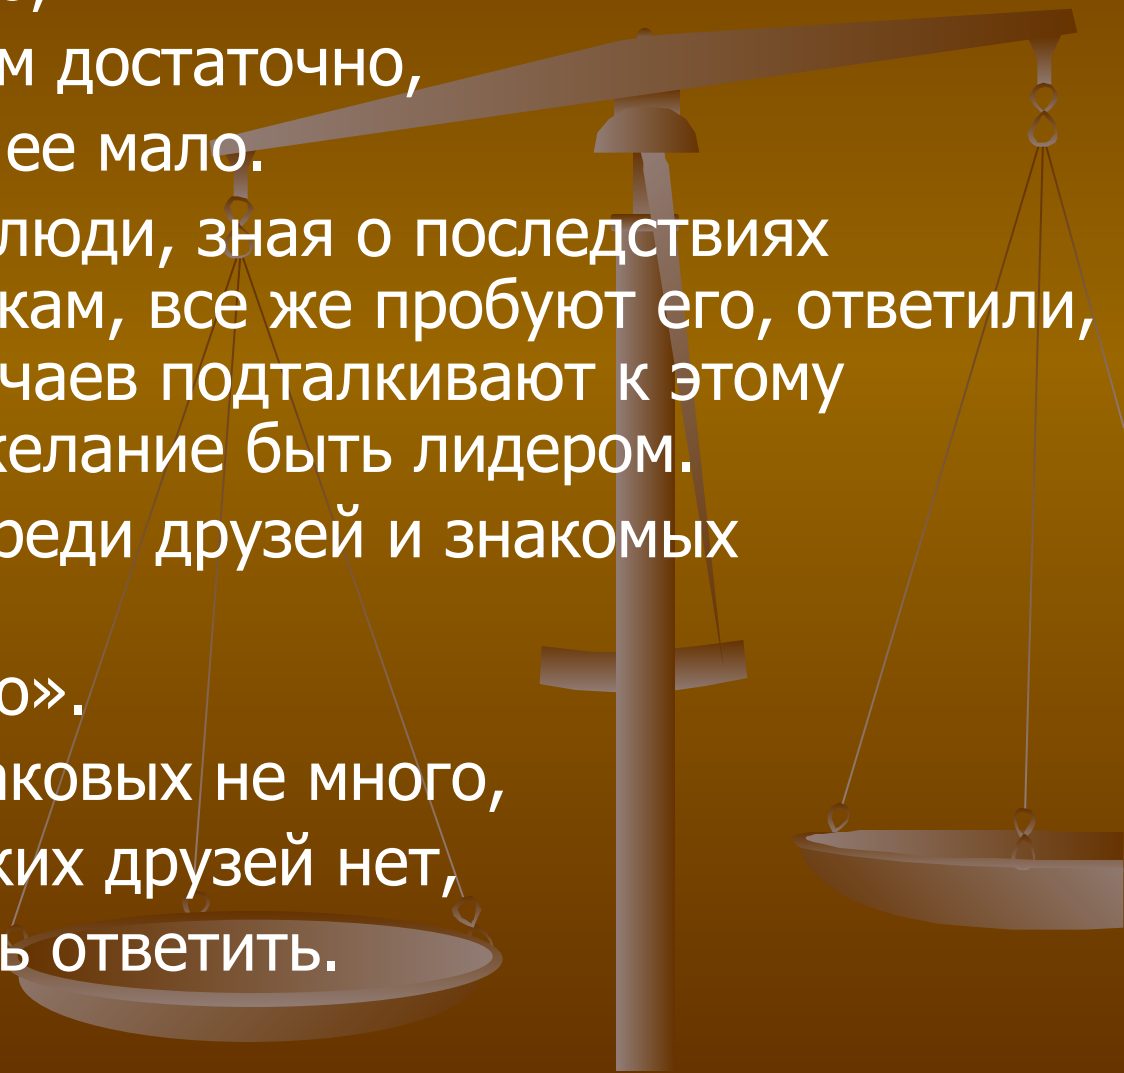 м достаточно,
ее мало.
люди, зная о последствиях
кам, все же пробуют его, ответили,
чаев подталкивают к этому
желание быть лидером.
реди друзей и знакомых
о».
аковых не много,
ких друзей нет,
ь ответить.